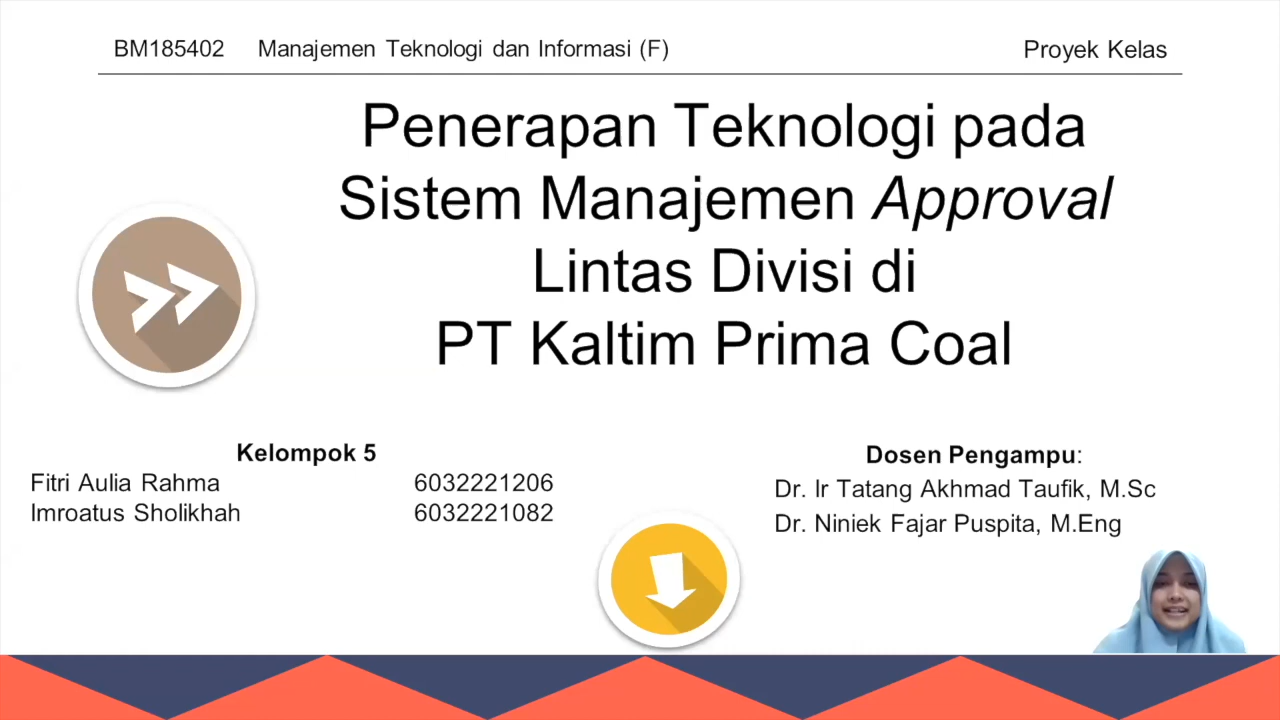 BM185402 Manajemen Teknologi dan Informasi (F) Proyek Kelas
Penerapan Teknologi pada
Sistem Manajemen Approval
Lintas Divisi di
PT Kaltim Prima Coal
Kelompok 5
Fitri Aulia Rahma 6032221206
Imroatus Sholikhah 6032221082
Dosen Pengampu:
Dr. Ir Tatang Akhmad Taufik, M.Sc
Dr. Niniek Fajar Puspita, M.Eng